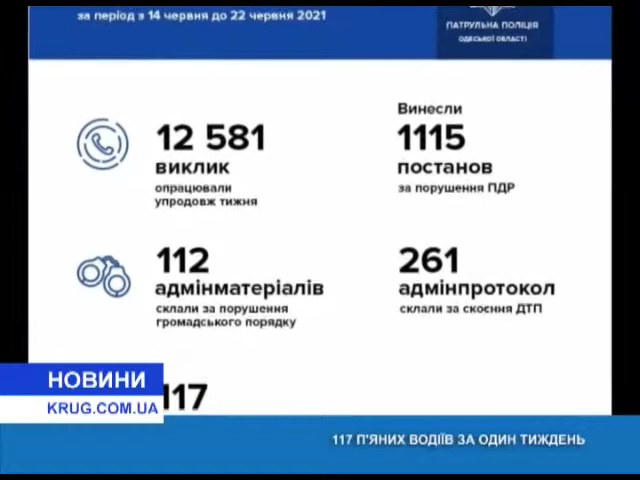 за період з 14 червня до 22 червня 2021
ПАТРУЛЬНА ПОЛІЦІЯ
ОДЕСЬКОЇ ОБЛАСТІ
12 581
виклик
опрацювали
упродовж тижня
Винесли
1115
постанов
за порушення ПДР
112
адмінматеріалів
склали за порушення
громадського порядку
261
адмінпротокол
склали за скоєння ДТП
117
НОВИНИ
KRUG.COM.UA
117 П'ЯНИХ ВОДІЇВ ЗА ОДИН ТИЖДЕНЬ